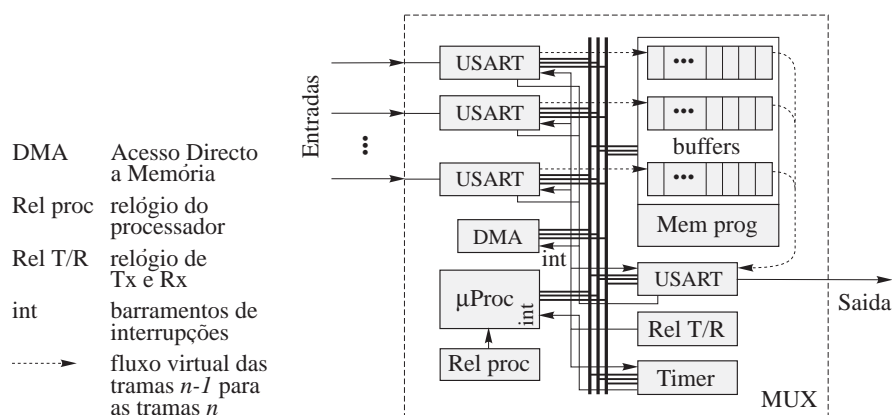 Entradas
USART
USART
•••
USART
DMA
int
µProc
int
Rel proc
•••
•••
buffers
•••
Mem prog
USART
Saida
Rel T/R
Timer
MUX
DMA Acesso Directo
a Memória
Rel proc relógio do
processador
Rel T/R relógio de
Tx e Rx
int barramentos de
interrupções
fluxo virtual das
tramas n-1 para
as tramas n